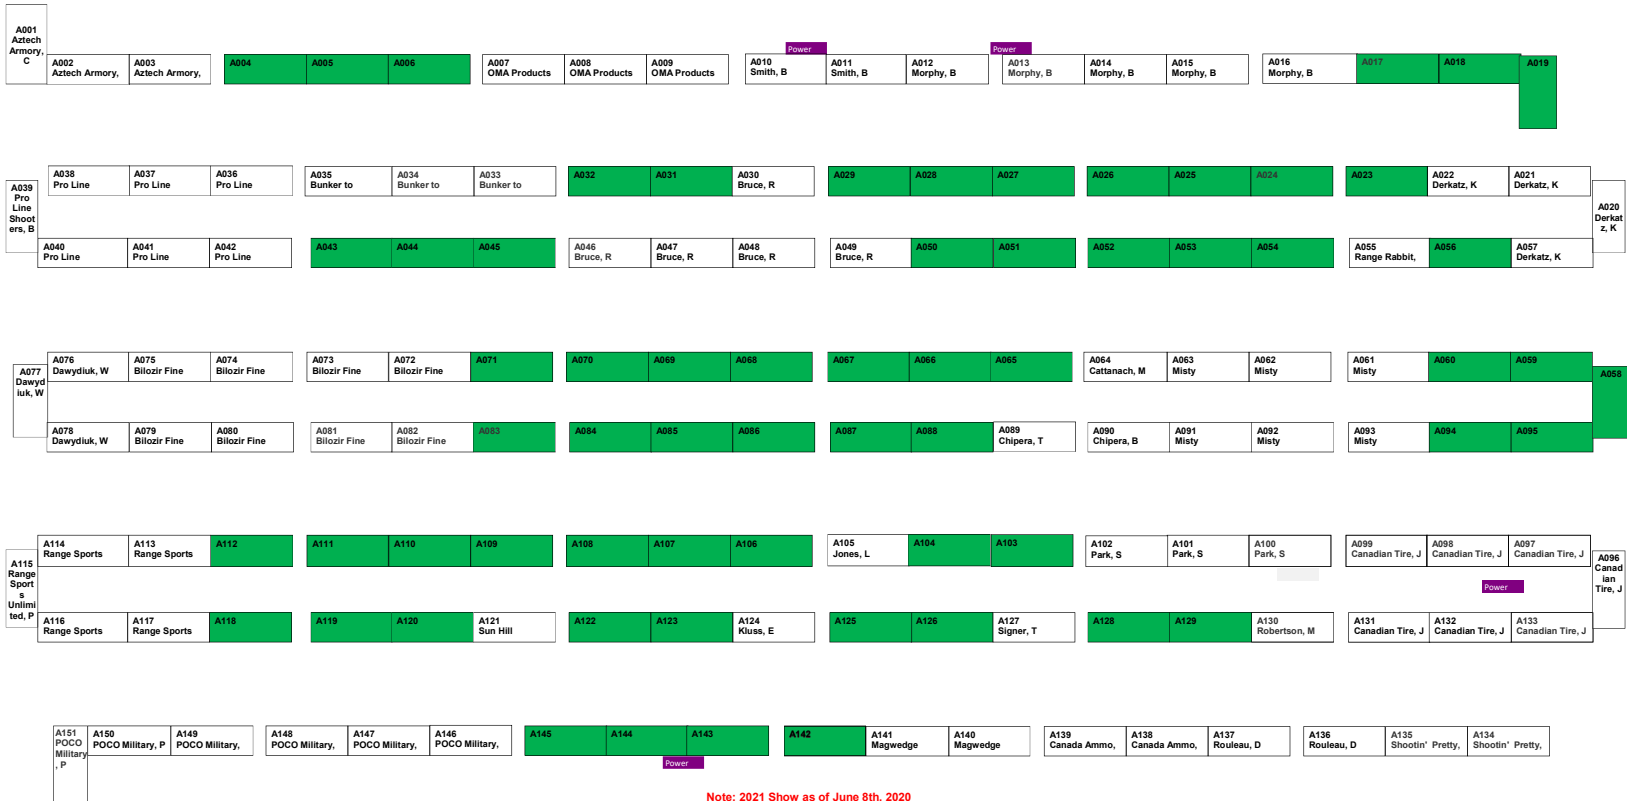 A001
Aztech
Armory,
C
A002
Aztech Armory,
A003
Aztech Armory,
A004
A005
A006
A007
OMA Products
A008
OMA Products
A009
OMA Products
Power
A010
Smith, B
A011
Smith, B
A012
Morphy, B
Power
A013
Morphy, B
A014
Morphy, B
A015
Morphy, B
A016
Morphy, B
A017
A018
A019
A039
Pro
Line
Shoot
ers, B
A038
Pro Line
A037
Pro Line
A036
Pro Line
A035
Bunker to
A034
Bunker to
A033
Bunker to
A032
A031
A030
Bruce, R
A029
A028
A027
A026
A025
A024
A023
A022
Derkatz, K
A021
Derkatz, K
A020
Derkat
z, K
A040
Pro Line
A041
Pro Line
A042
Pro Line
A043
A044
A045
A046
Bruce, R
A047
Bruce, R
A048
Bruce, R
A049
Bruce, R
A050
A051
A052
A053
A054
A055
Range Rabbit,
A056
A057
Derkatz, K
A077
Dawyd
iuk, W
A076
Dawydiuk, W
A075
Bilozir Fine
A074
Bilozir Fine
A073
Bilozir Fine
A072
Bilozir Fine
A071
A070
A069
A068
A067
A066
A065
A064
Cattanach, M
A063
Misty
A062
Misty
A061
Misty
A060
A059
A058
A078
Dawydiuk, W
A079
Bilozir Fine
A080
Bilozir Fine
A081
Bilozir Fine
A082
Bilozir Fine
A083
A084
A085
A086
A087
A088
A089
Chipera, T
A090
Chipera, B
A091
Misty
A092
Misty
A093
Misty
A094
A095
A115
Range
Sport
s
Unlimi
ted, P
A114
Range Sports
A113
Range Sports
A112
A111
A110
A109
A108
A107
A106
A105
Jones, L
A104
A103
A102
Park, S
A101
Park, S
A100
Park, S
A099
Canadian Tire, J
A098
Canadian Tire, J
A097
Canadian Tire, J
A096
Canad
ian
Tire, J
Power
A116
Range Sports
A117
Range Sports
A118
A119
A120
A121
Sun Hill
A122
A123
A124
Kluss, E
A125
A126
A127
Signer, T
A128
A129
A130
Robertson, M
A131
Canadian Tire, J
A132
Canadian Tire, J
A133
Canadian Tire, J
A151
POCO
Military
, P
A150
POCO Military, P
A149
POCO Military,
A148
POCO Military,
A147
POCO Military,
A146
POCO Military,
A145
A144
A143
Power
A142
A141
Magwedge
A140
Magwedge
A139
Canada Ammo,
A138
Canada Ammo,
A137
Rouleau, D
A136
Rouleau, D
A135
Shootin' Pretty,
A134
Shootin' Pretty,
Note: 2021 Show as of June 8th, 2020